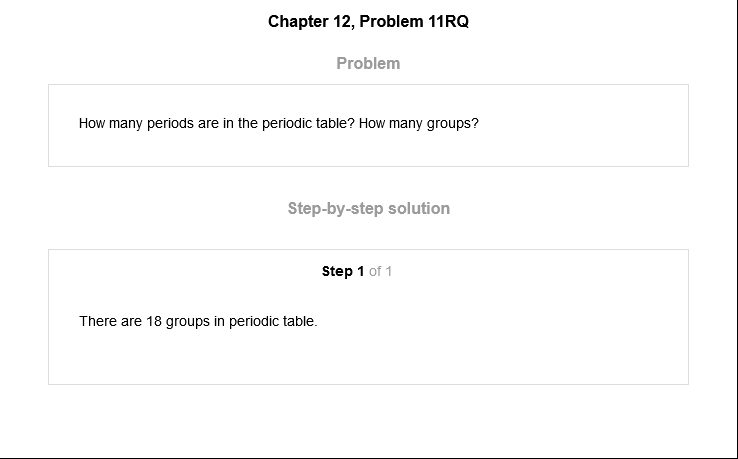 Chapter 12, Problem 11RQ
Problem
How many periods are in the periodic table? How many groups?
Step-by-step solution
Step 1 of 1
There are 18 groups in periodic table.